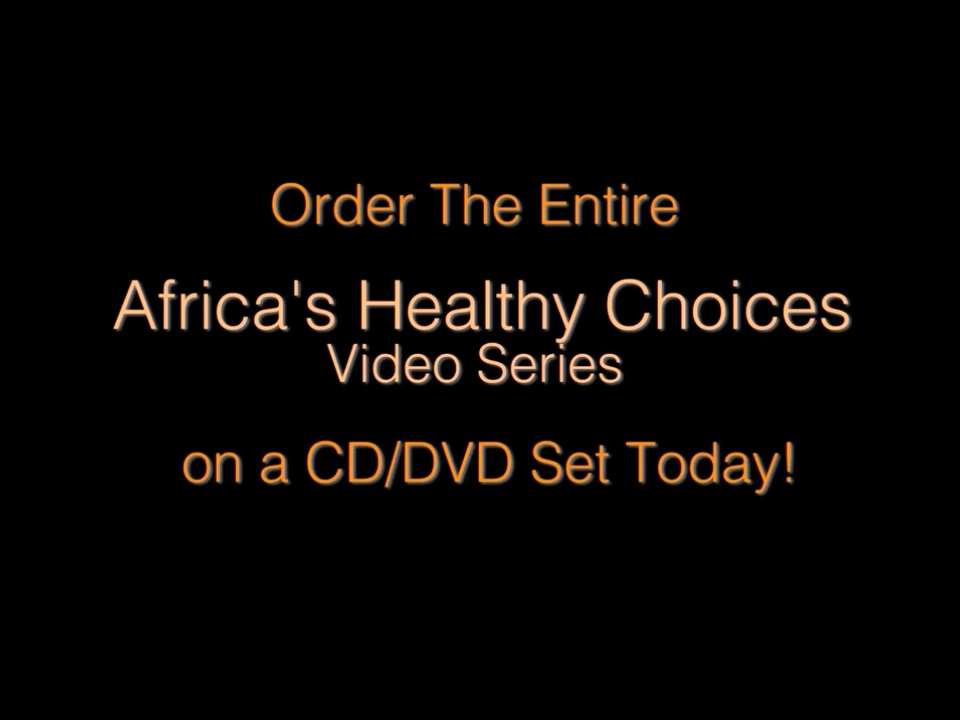 Order The Entire
Africa's Healthy Choices
Video Series
on a CD/DVD Set Today!